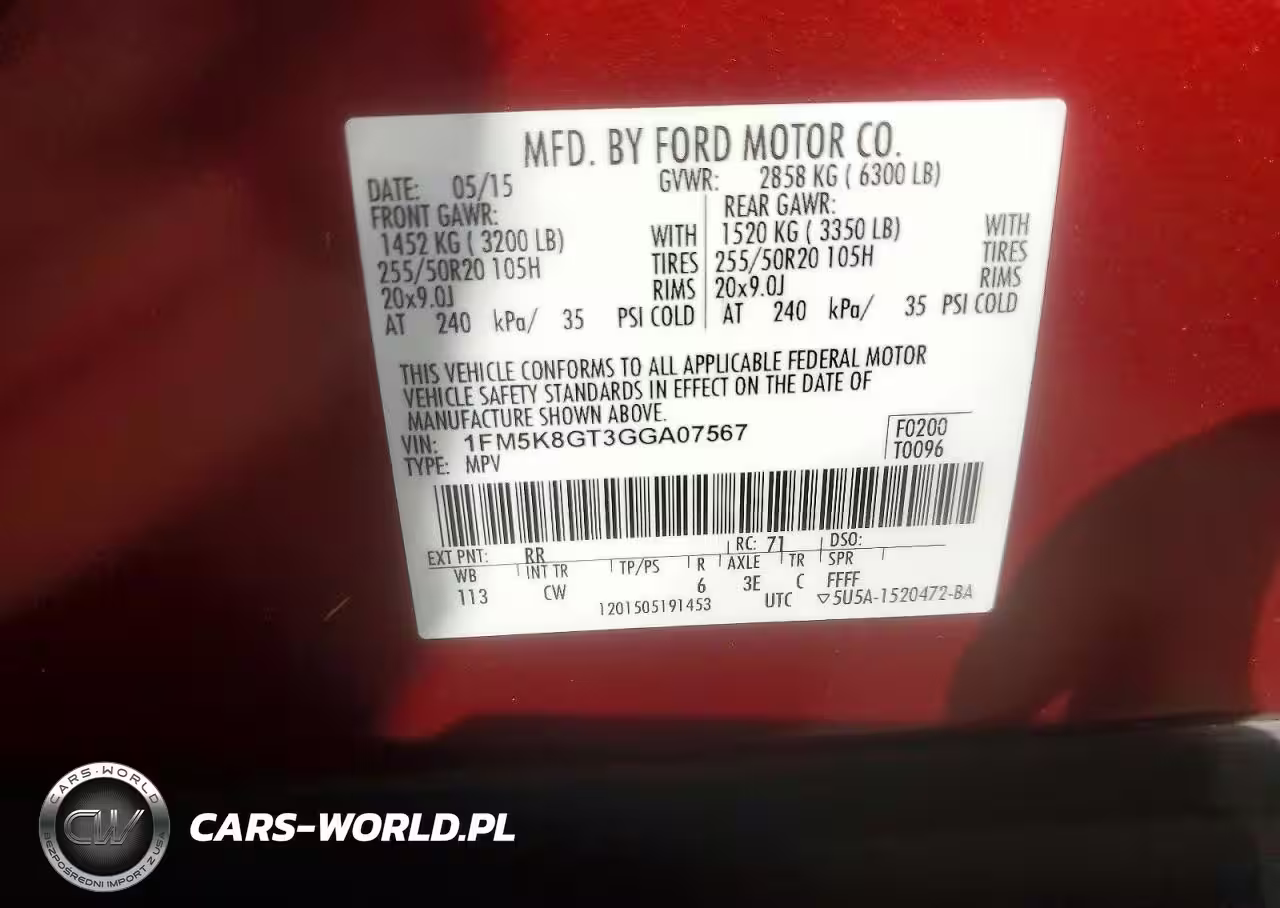 MFD. BY FORD MOTOR CO.
DATE: 05/15 GVWR: 2858 KG ( 6300 LB)
FRONT GAWR: REAR GAWR:
1452 KG ( 3200 LB) WITH 1520 KG ( 3350 LB) WITH
255/50R20 105H TIRES 255/50R20 105H TIRES
20x9.0J RIMS 20x9.0J RIMS
AT 240 kPa/ 35 PSI COLD AT 240 kPa/ 35 PSI COLD
THIS VEHICLE CONFORMS TO ALL APPLICABLE FEDERAL MOTOR
VEHICLE SAFETY STANDARDS IN EFFECT ON THE DATE OF
MANUFACTURE SHOWN ABOVE.
VIN: 1FM5K8GT3GGA07567 F0200
TYPE: MPV T0096
EXT PNT: RR RC: 71 DSO:
WB INT TR TP/PS R AXLE TR SPR
113 CW 6 3E C FFFF
1201505191453 UTC ▽5U5A-1520472-BA
CARS-WORLD
CW
BEZPOŚREDNI IMPORT Z USA
CARS-WORLD.PL